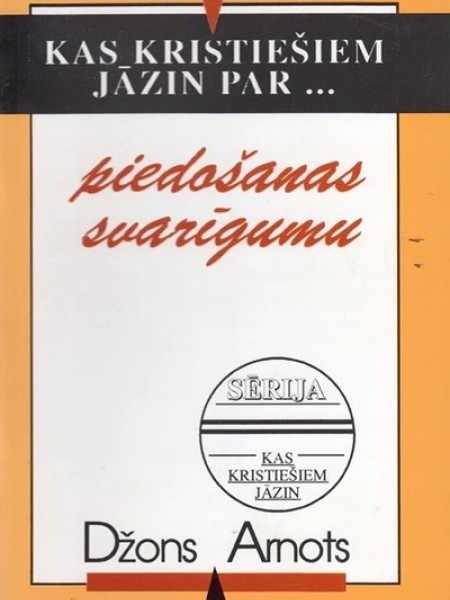 KAS KRISTIEŠIEM
JĀZIN PAR ...
piedošanas
svarīgumu
SĒRIJA
KAS
KRISTIEŠIEM
JĀZIN
Džons Arnots